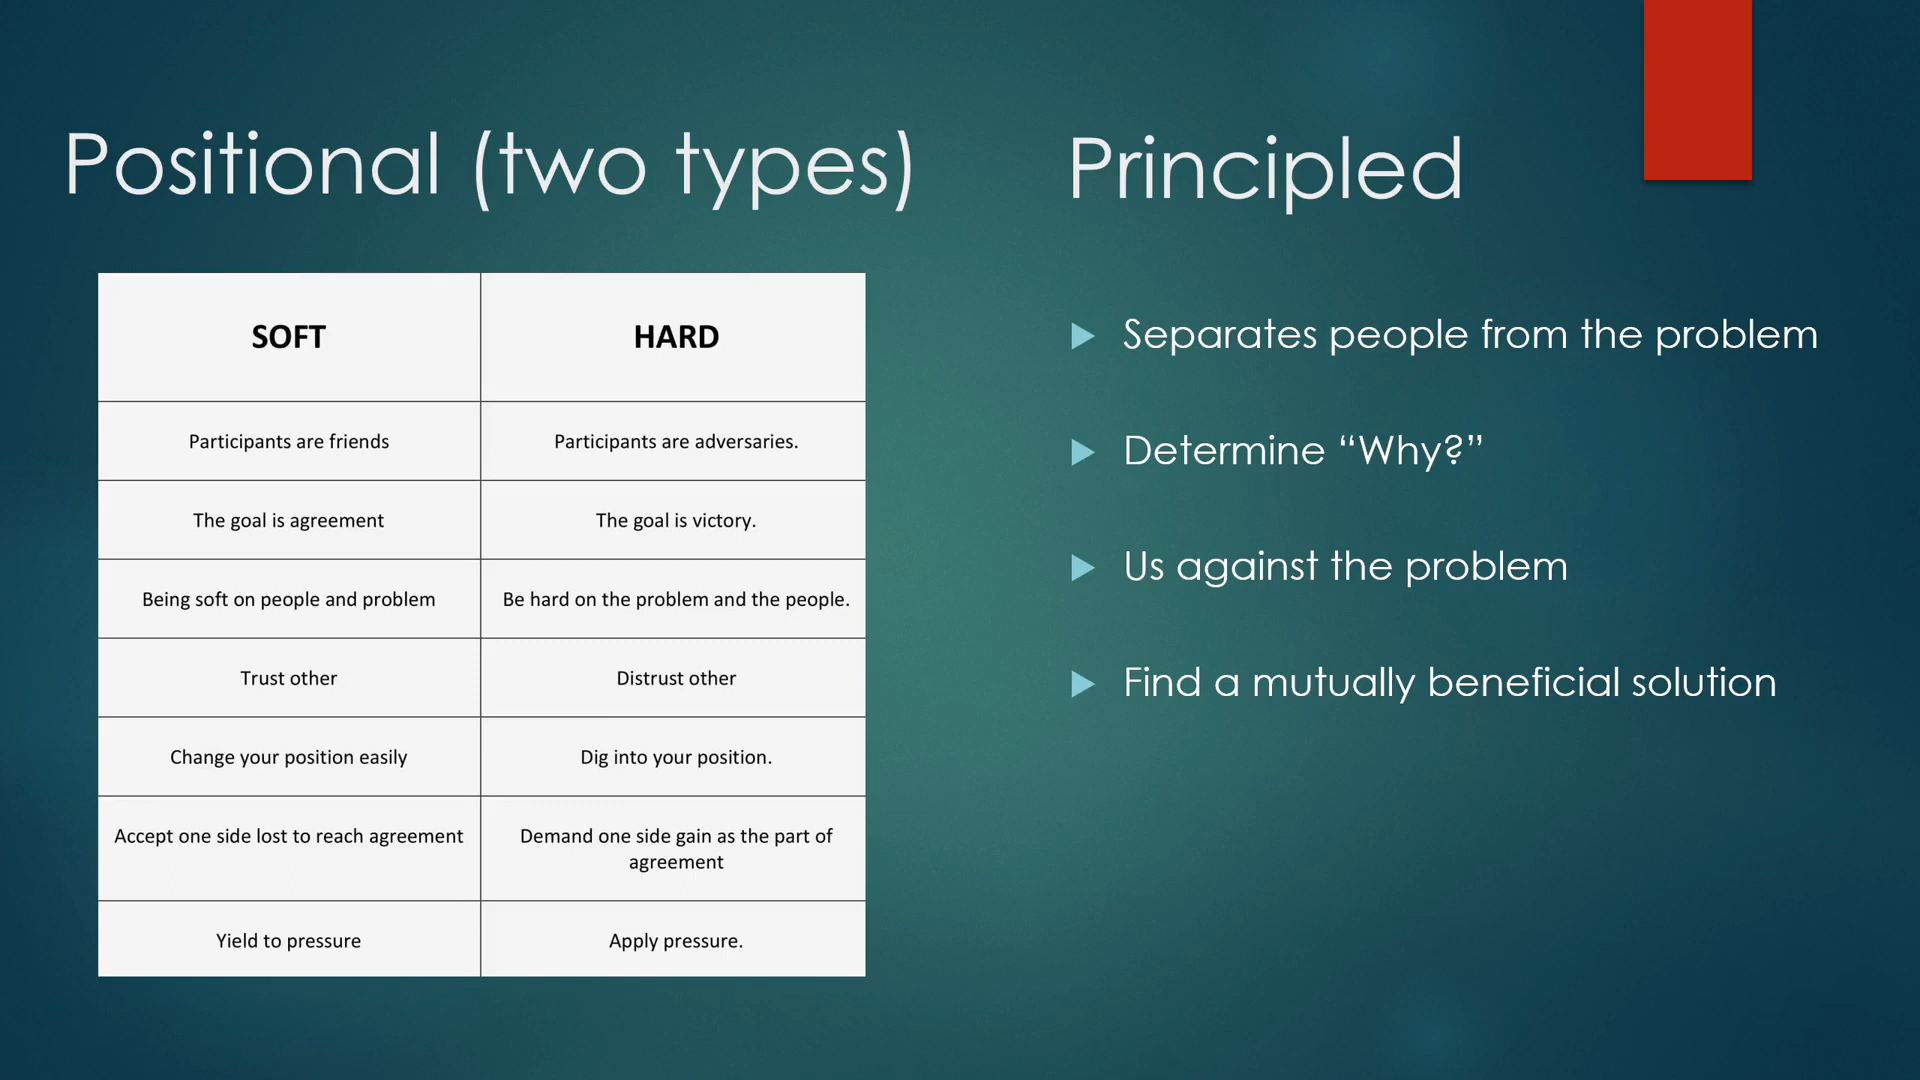 Positional (two types)
Principled
SOFT
HARD
Participants are friends
Participants are adversaries.
The goal is agreement
The goal is victory.
Being soft on people and problem
Be hard on the problem and the people.
Trust other
Distrust other
Change your position easily
Dig into your position.
Accept one side lost to reach agreement
Demand one side gain as the part of
agreement
Yield to pressure
Apply pressure.
Separates people from the problem
Determine “Why?”
Us against the problem
Find a mutually beneficial solution